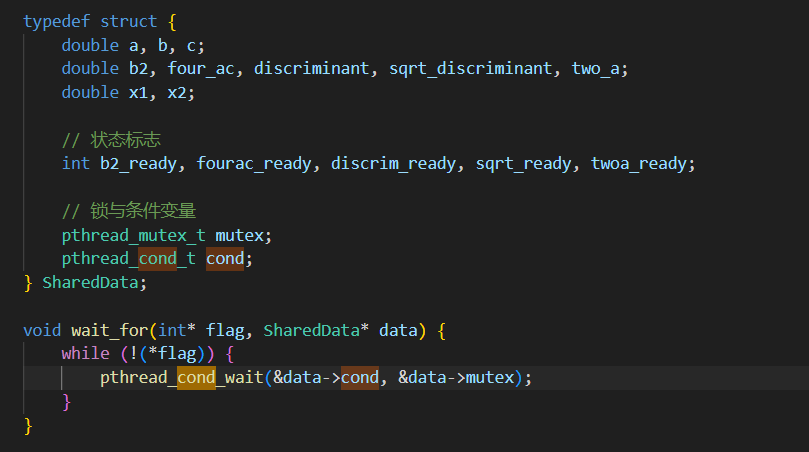 typedef struct {
    double a, b, c;
    double b2, four_ac, discriminant, sqrt_discriminant, two_a;
    double x1, x2;

    // 状态标志
    int b2_ready, fourac_ready, discrim_ready, sqrt_ready, twoa_ready;

    // 锁与条件变量
    pthread_mutex_t mutex;
    pthread_cond_t cond;
} SharedData;

void wait_for(int* flag, SharedData* data) {
    while (!(*flag)) {
        pthread_cond_wait(&data->cond, &data->mutex);
    }
}